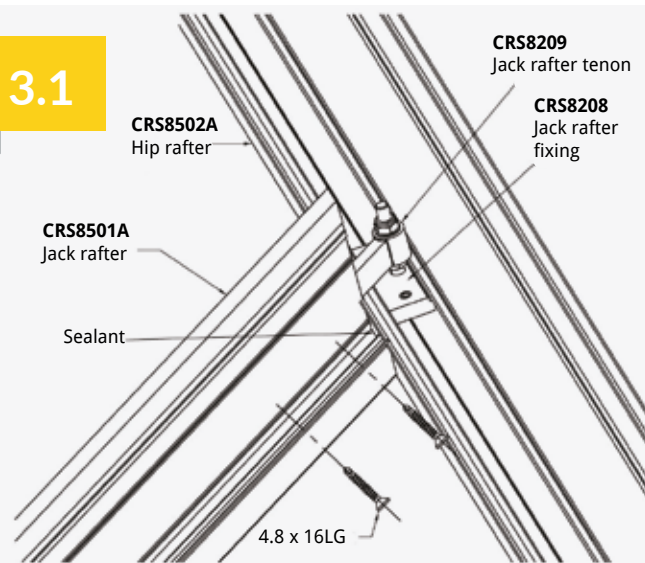 3.1
CRS8209
Jack rafter tenon
CRS8208
Jack rafter
fixing
CRS8502A
Hip rafter
CRS8501A
Jack rafter
Sealant
4.8 x 16LG